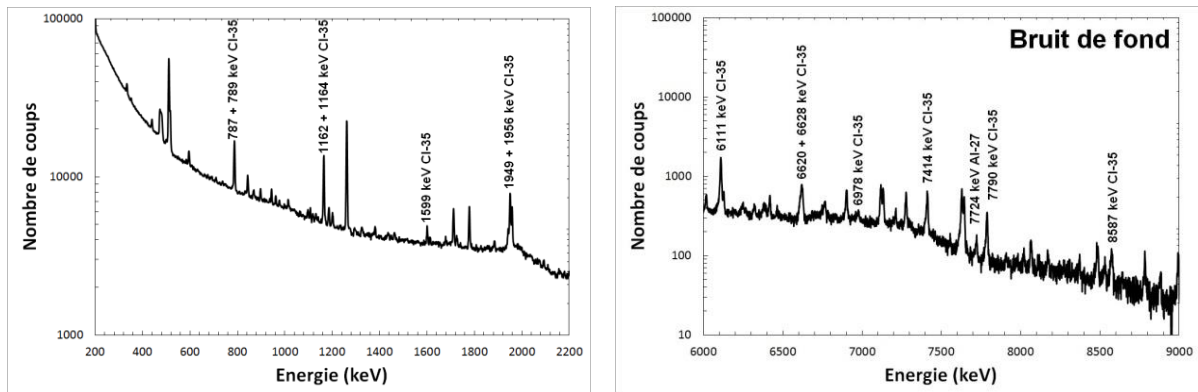 100000
10000
1000
Nombre de coups
787 + 789 keV Cl-35
1162 + 1164 keV Cl-35
1599 keV Cl-35
1949 + 1956 keV Cl-35
200 400 600 800 1000 1200 1400 1600 1800 2000 2200
Energie (keV)
Bruit de fond
100000
10000
1000
100
10
Nombre de coups
6111 keV Cl-35
6620 + 6628 keV Cl-35
6978 keV Cl-35
7414 keV Cl-35
7724 keV Al-27
7790 keV Cl-35
8587 keV Cl-35
6000 6500 7000 7500 8000 8500 9000
Energie (keV)